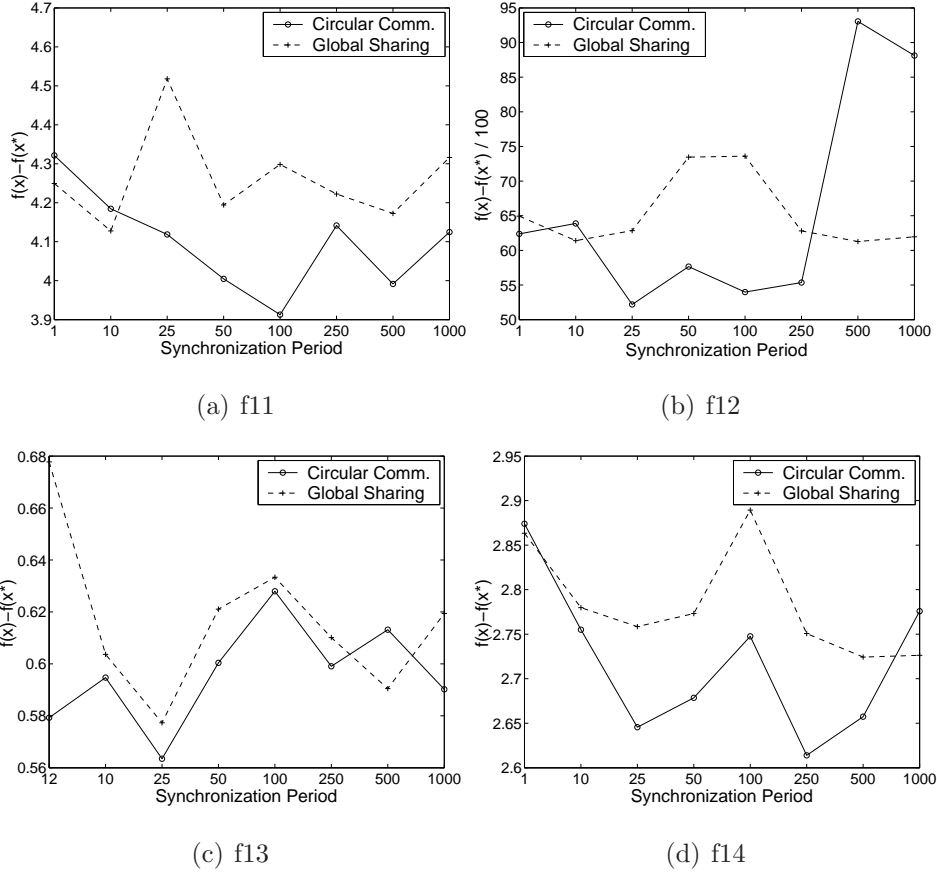 4.7
4.6
4.5
4.4
4.3
4.2
4.1
4
3.9
f(x)−f(x*)
Circular Comm.
Global Sharing
1 10 25 50 100 250 500 1000
Synchronization Period
(a) f11
95
90
85
80
75
70
65
60
55
50
f(x)−f(x*) / 100
Circular Comm.
Global Sharing
1 10 25 50 100 250 500 1000
Synchronization Period
(b) f12
0.68
0.66
0.64
0.62
0.6
0.58
0.56
f(x)−f(x*)
Circular Comm.
Global Sharing
12 10 25 50 100 250 500 1000
Synchronization Period
(c) f13
2.95
2.9
2.85
2.8
2.75
2.7
2.65
2.6
f(x)−f(x*)
Circular Comm.
Global Sharing
1 10 25 50 100 250 500 1000
Synchronization Period
(d) f14